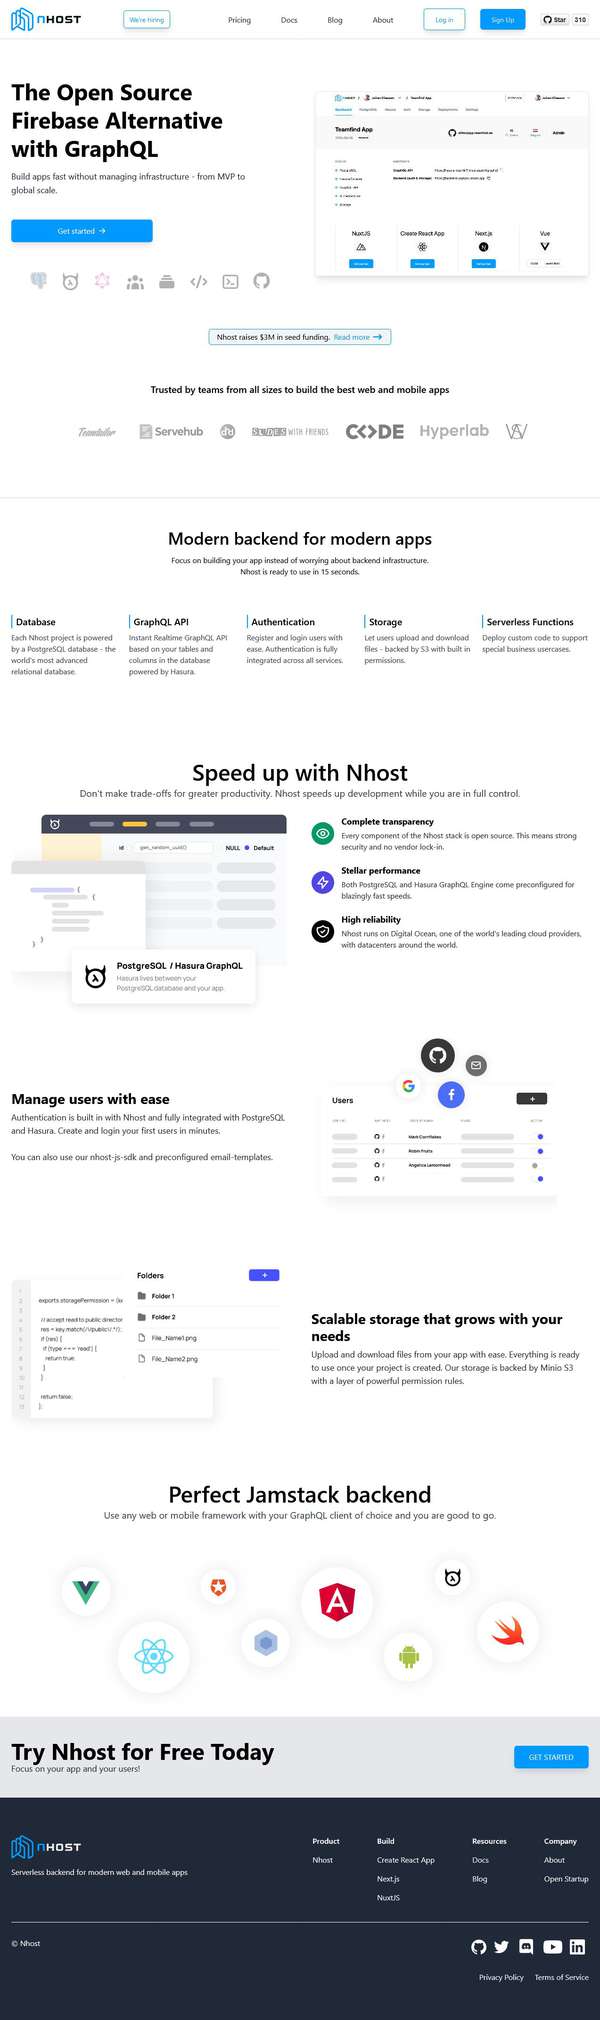 NHOST
We're hiring
Pricing
Docs
Blog
About
Log in
Sign Up
Star
310
The Open Source
Firebase Alternative
with GraphQL
Build apps fast without managing infrastructure - from MVP to
global scale.
Get started →
Teamfind App
NuxtJS
Create React App
Next.js
Vue
Nhost raises $3M in seed funding. Read more →
Trusted by teams from all sizes to build the best web and mobile apps
Teamtailor
Servehub
SLIDES WITH FRIENDS
C<>DE
Hyperlab
Modern backend for modern apps
Focus on building your app instead of worrying about backend infrastructure.
Nhost is ready to use in 15 seconds.
Database
Each Nhost project is powered
by a PostgreSQL database - the
world's most advanced
relational database.
GraphQL API
Instant Realtime GraphQL API
based on your tables and
columns in the database
powered by Hasura.
Authentication
Register and login users with
ease. Authentication is fully
integrated across all services.
Storage
Let users upload and download
files - backed by S3 with built in
permissions.
Serverless Functions
Deploy custom code to support
special business usercases.
Speed up with Nhost
Don't make trade-offs for greater productivity. Nhost speeds up development while you are in full control.
id
gen_random_uuid()
NULL
Default
{
{
}
}
PostgreSQL / Hasura GraphQL
Hasura lives between your
PostgreSQL database and your app.
Complete transparency
Every component of the Nhost stack is open source. This means strong
security and no vendor lock-in.
Stellar performance
Both PostgreSQL and Hasura GraphQL Engine come preconfigured for
blazingly fast speeds.
High reliability
Nhost runs on Digital Ocean, one of the world's leading cloud providers,
with datacenters around the world.
Manage users with ease
Authentication is built in with Nhost and fully integrated with PostgreSQL
and Hasura. Create and login your first users in minutes.
You can also use our nhost-js-sdk and preconfigured email-templates.
Users
+
Mark Cornflakes
Robin Fruits
Angelica Lemonhead
1
2
3
4
5
6
7
8
9
10
11
12
13
exports.storagePermission = (ke
// accept read to public director
res = key.match(/\/public\/.*/);
if (res) {
if (type === 'read') {
return true;
}
}
return false;
};
Folders
+
Folder 1
Folder 2
File_Name1.png
File_Name2.png
Scalable storage that grows with your
needs
Upload and download files from your app with ease. Everything is ready
to use once your project is created. Our storage is backed by Minio S3
with a layer of powerful permission rules.
Perfect Jamstack backend
Use any web or mobile framework with your GraphQL client of choice and you are good to go.
Try Nhost for Free Today
Focus on your app and your users!
GET STARTED
NHOST
Serverless backend for modern web and mobile apps
Product
Nhost
Build
Create React App
Next.js
NuxtJS
Resources
Docs
Blog
Company
About
Open Startup
© Nhost
Privacy Policy
Terms of Service